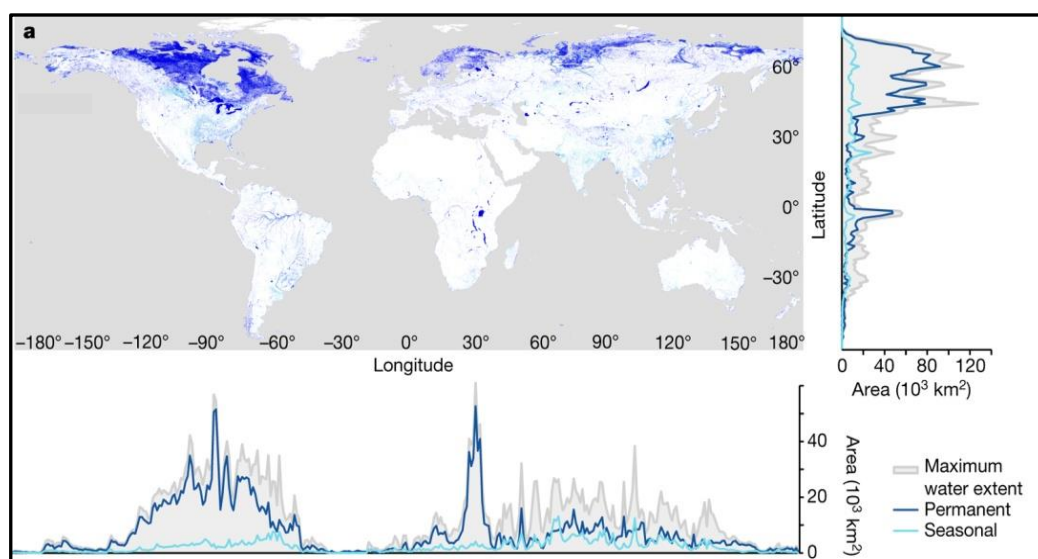 a
60°
30°
0°
−30°
Latitude
−180° −150° −120° −90° −60° −30° 0° 30° 60° 90° 120° 150° 180°
Longitude
0 40 80 120
Area (10³ km²)
40
20
0
Area (10³ km²)
Maximum
water extent
Permanent
Seasonal